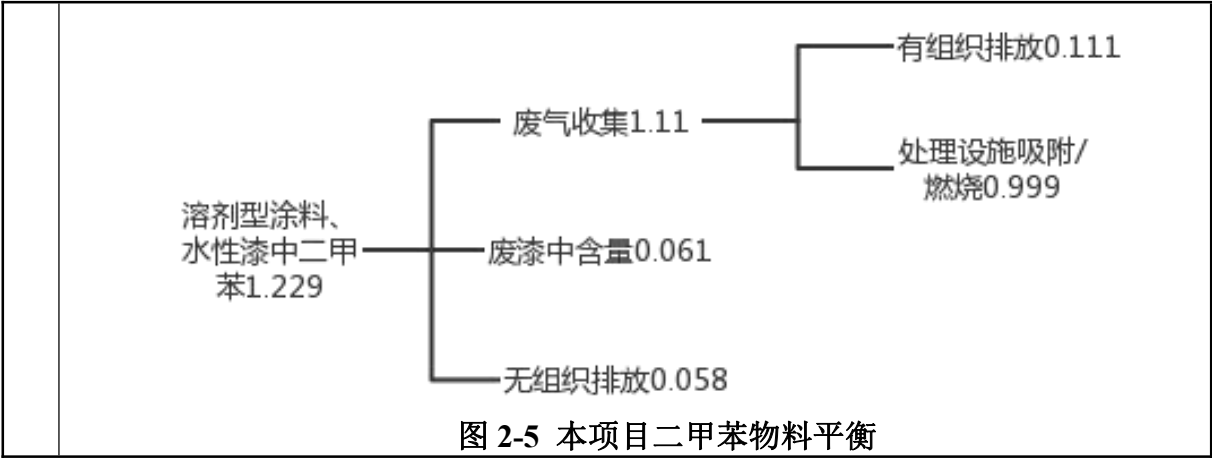 有组织排放0.111
废气收集1.11
处理设施吸附/
燃烧0.999
溶剂型涂料、
水性漆中二甲
苯1.229
废漆中含量0.061
无组织排放0.058
图 2-5 本项目二甲苯物料平衡